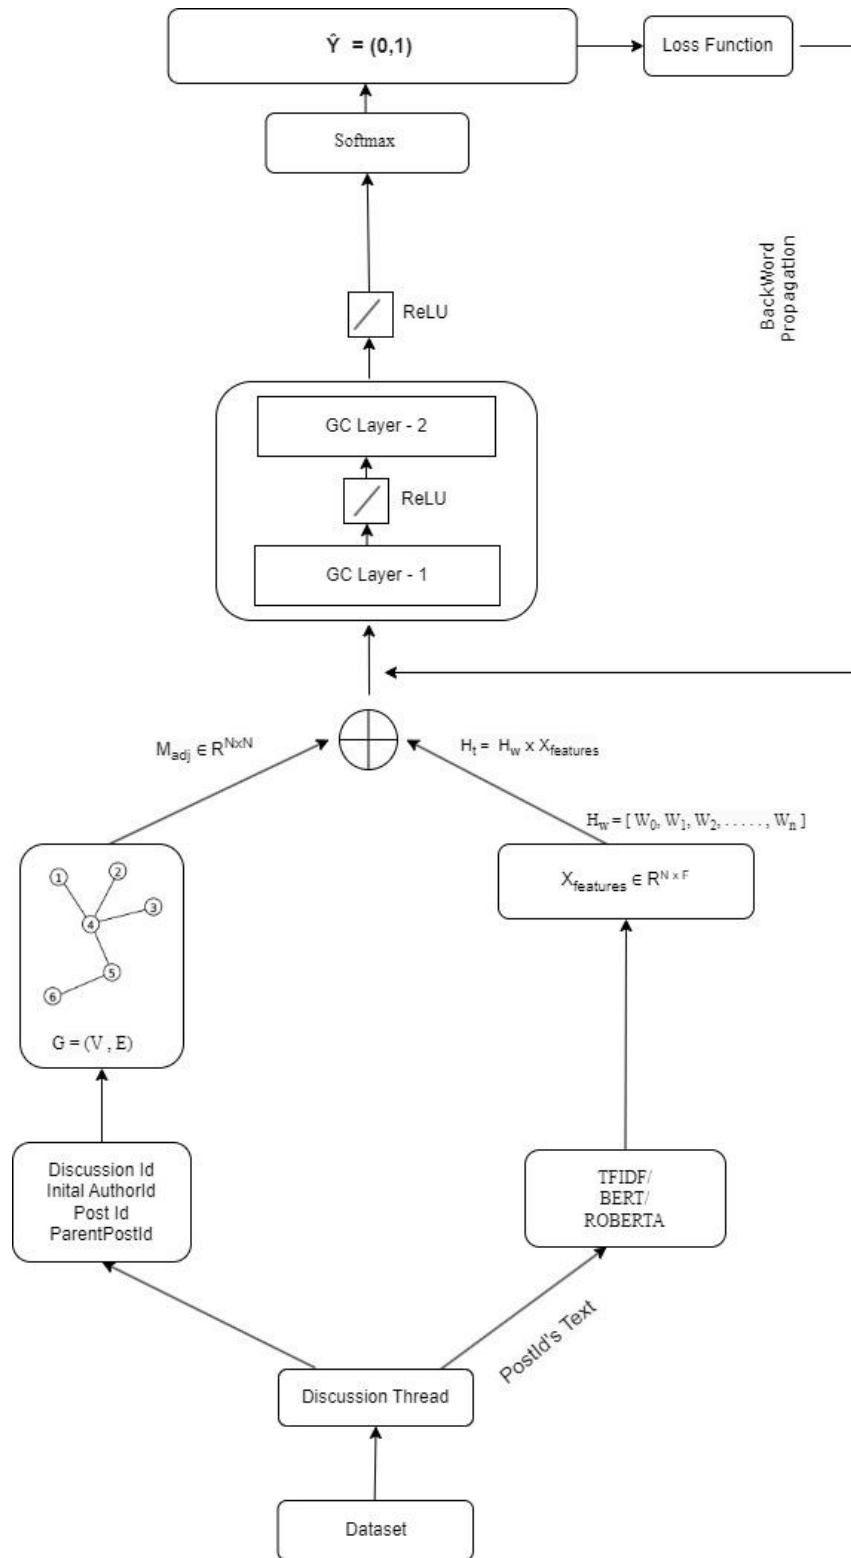 Ŷ = (0,1)
Loss Function
Softmax
BackWord
Propagation
ReLU
GC Layer - 2
ReLU
GC Layer - 1
M_adj ∈ R^NxN
H_t = H_w x X_features
H_w = [ W_0, W_1, W_2, . . . . . , W_n ]
1
2
3
4
5
6
G = (V , E)
X_features ∈ R^N x F
Discussion Id
Inital AuthorId
Post Id
ParentPostId
TFIDF/
BERT/
ROBERTA
PostId's Text
Discussion Thread
Dataset